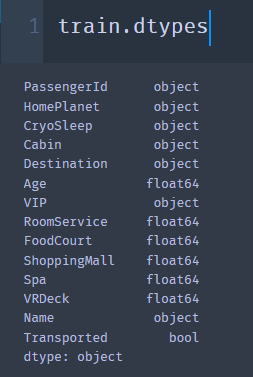 1 train.dtypes
PassengerId object
HomePlanet object
CryoSleep object
Cabin object
Destination object
Age float64
VIP object
RoomService float64
FoodCourt float64
ShoppingMall float64
Spa float64
VRDeck float64
Name object
Transported bool
dtype: object